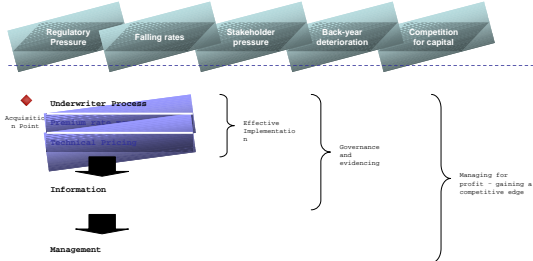 Regulatory
Pressure
Falling rates
Stakeholder
pressure
Back-year
deterioration
Competition
for capital
Acquisitio
n Point
Underwriter Process
Premium rate
Technical Pricing
Information
Management
Effective
Implementatio
n
Governance
and
evidencing
Managing for
profit – gaining a
competitive edge